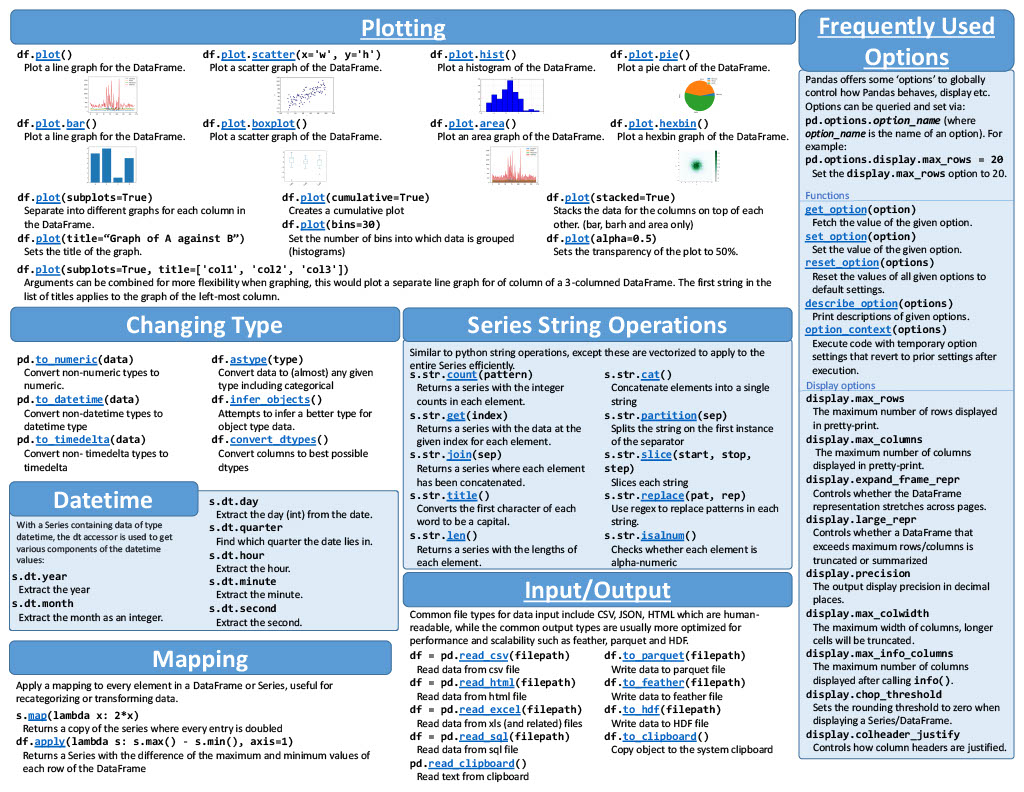 Plotting
df.plot()
Plot a line graph for the DataFrame.
df.plot.scatter(x='w', y='h')
Plot a scatter graph of the DataFrame.
df.plot.hist()
Plot a histogram of the DataFrame.
df.plot.pie()
Plot a pie chart of the DataFrame.
df.plot.bar()
Plot a line graph for the DataFrame.
df.plot.boxplot()
Plot a scatter graph of the DataFrame.
df.plot.area()
Plot an area graph of the DataFrame.
df.plot.hexbin()
Plot a hexbin graph of the DataFrame.
df.plot(subplots=True)
Separate into different graphs for each column in
the DataFrame.
df.plot(title=“Graph of A against B”)
Sets the title of the graph.
df.plot(cumulative=True)
Creates a cumulative plot
df.plot(bins=30)
Set the number of bins into which data is grouped
(histograms)
df.plot(stacked=True)
Stacks the data for the columns on top of each
other. (bar, barh and area only)
df.plot(alpha=0.5)
Sets the transparency of the plot to 50%.
df.plot(subplots=True, title=['col1', 'col2', 'col3'])
Arguments can be combined for more flexibility when graphing, this would plot a separate line graph for of column of a 3-columned DataFrame. The first string in the
list of titles applies to the graph of the left-most column.
Changing Type
pd.to_numeric(data)
Convert non-numeric types to
numeric.
pd.to_datetime(data)
Convert non-datetime types to
datetime type.
pd.to_timedelta(data)
Convert non- timedelta types to
timedelta
df.astype(type)
Convert data to (almost) any given
type including categorical
df.infer_objects()
Attempts to infer a better type for
object type data.
df.convert_dtypes()
Convert columns to best possible
dtypes
Datetime
With a Series containing data of type
datetime, the dt accessor is used to get
various components of the datetime
values:
s.dt.year
Extract the year
s.dt.month
Extract the month as an integer.
s.dt.day
Extract the day (int) from the date.
s.dt.quarter
Find which quarter the date lies in.
s.dt.hour
Extract the hour.
s.dt.minute
Extract the minute.
s.dt.second
Extract the second.
Mapping
Apply a mapping to every element in a DataFrame or Series, useful for
recategorizing or transforming data.
s.map(lambda x: 2*x)
Returns a copy of the series where every entry is doubled
df.apply(lambda s: s.max() - s.min(), axis=1)
Returns a Series with the difference of the maximum and minimum values of
each row of the DataFrame
Series String Operations
Similar to python string operations, except these are vectorized to apply to the
entire Series efficiently.
s.str.count(pattern)
Returns a series with the integer
counts in each element.
s.str.get(index)
Returns a series with the data at the
given index for each element.
s.str.join(sep)
Returns a series where each element
has been concatenated.
s.str.title()
Converts the first character of each
word to be a capital.
s.str.len()
Returns a series with the lengths of
each element.
s.str.cat()
Concatenate elements into a single
string
s.str.partition(sep)
Splits the string on the first instance
of the separator
s.str.slice(start, stop,
step)
Slices each string
s.str.replace(pat, rep)
Use regex to replace patterns in each
string.
s.str.isalnum()
Checks whether each element is
alpha-numeric
Input/Output
Common file types for data input include CSV, JSON, HTML which are human-
readable, while the common output types are usually more optimized for
performance and scalability such as feather, parquet and HDF.
df = pd.read_csv(filepath)
Read data from csv file
df = pd.read_html(filepath)
Read data from html file
df = pd.read_excel(filepath)
Read data from xls (and related) files
df = pd.read_sql(filepath)
Read data from sql file
pd.read_clipboard()
Read text from clipboard
df.to_parquet(filepath)
Write data to parquet file
df.to_feather(filepath)
Write data to feather file
df.to_hdf(filepath)
Write data to HDF file
df.to_clipboard()
Copy object to the system clipboard
Frequently Used
Options
Pandas offers some ‘options’ to globally
control how Pandas behaves, display etc.
Options can be queried and set via:
pd.options.option_name (where
option_name is the name of an option). For
example:
pd.options.display.max_rows = 20
Set the display.max_rows option to 20.
Functions
get_option(option)
Fetch the value of the given option.
set_option(option)
Set the value of the given option.
reset_option(options)
Reset the values of all given options to
default settings.
describe_option(options)
Print descriptions of given options.
option_context(options)
Execute code with temporary option
settings that revert to prior settings after
execution.
Display options
display.max_rows
The maximum number of rows displayed
in pretty-print.
display.max_columns
The maximum number of columns
displayed in pretty-print.
display.expand_frame_repr
Controls whether the DataFrame
representation stretches across pages.
display.large_repr
Controls whether a DataFrame that
exceeds maximum rows/columns is
truncated or summarized
display.precision
The output display precision in decimal
places.
display.max_colwidth
The maximum width of columns, longer
cells will be truncated.
display.max_info_columns
The maximum number of columns
displayed after calling info().
display.chop_threshold
Sets the rounding threshold to zero when
displaying a Series/DataFrame.
display.colheader_justify
Controls how column headers are justified.